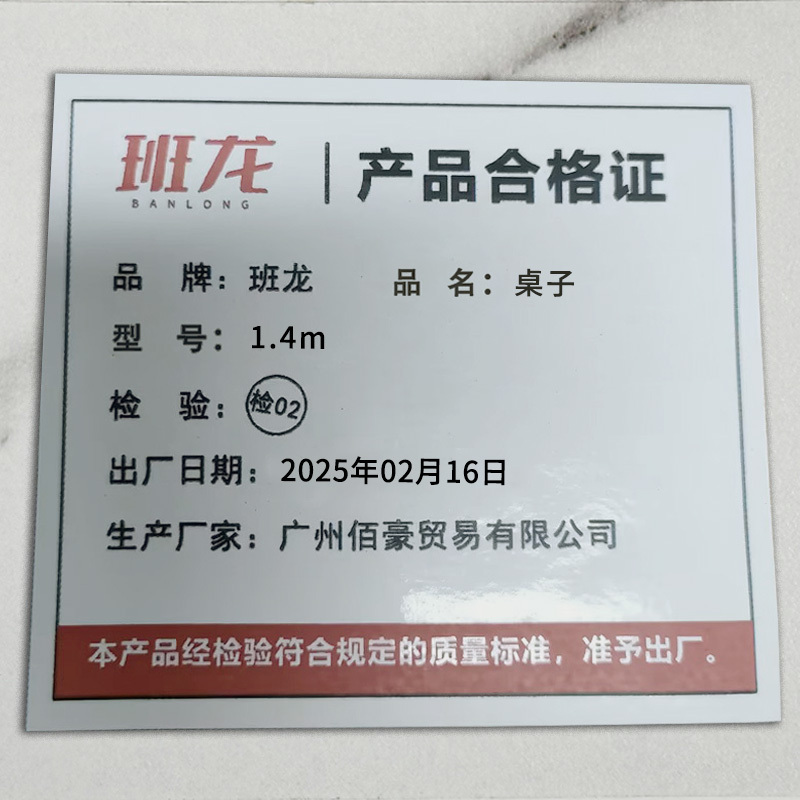 班龙
BANLONG
产品合格证
品 牌：班龙 品 名：桌子
型 号：1.4m
检 验：检02
出厂日期：2025年02月16日
生产厂家：广州佰豪贸易有限公司
本产品经检验符合规定的质量标准，准予出厂。